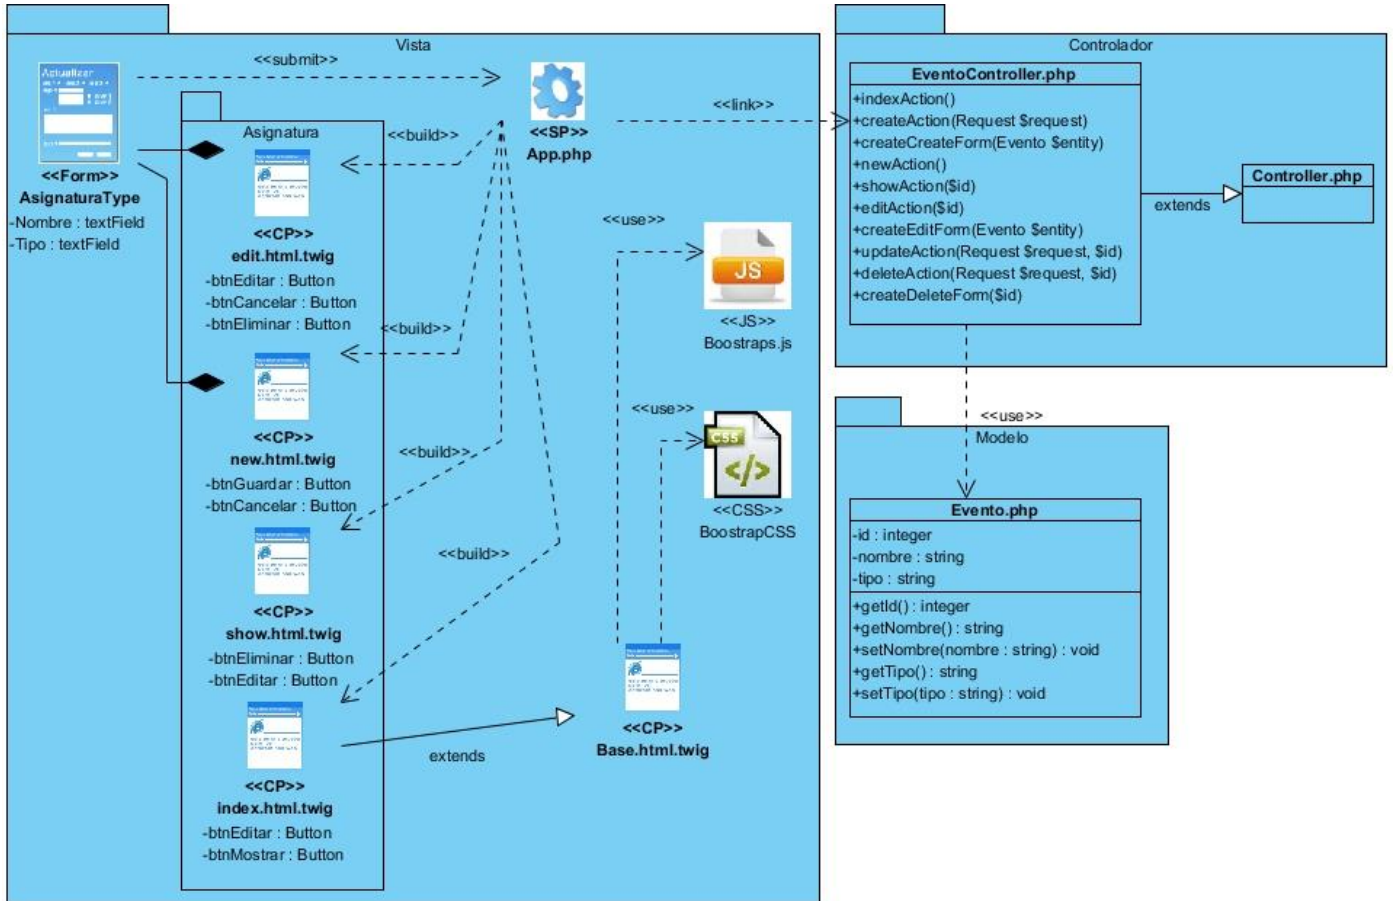 Vista
<<submit>>
Actualizar
<<Form>>
AsignaturaType
-Nombre : textField
-Tipo : textField
Asignatura
<<build>>
<<CP>>
edit.html.twig
-btnEditar : Button
-btnCancelar : Button
-btnEliminar : Button
<<build>>
<<CP>>
new.html.twig
-btnGuardar : Button
-btnCancelar : Button
<<build>>
<<CP>>
show.html.twig
-btnEliminar : Button
-btnEditar : Button
<<build>>
<<CP>>
index.html.twig
-btnEditar : Button
-btnMostrar : Button
extends
<<SP>>
App.php
<<link>>
<<use>>
JS
<<JS>>
Boostraps.js
<<use>>
CSS
<<CSS>>
BoostrapCSS
<<CP>>
Base.html.twig
Controlador
EventoController.php
+indexAction()
+createAction(Request $request)
+createCreateForm(Evento $entity)
+newAction()
+showAction($id)
+editAction($id)
+createEditForm(Evento $entity)
+updateAction(Request $request, $id)
+deleteAction(Request $request, $id)
+createDeleteForm($id)
extends
Controller.php
<<use>>
Modelo
Evento.php
-id : integer
-nombre : string
-tipo : string
+getId() : integer
+getNombre() : string
+setNombre(nombre : string) : void
+getTipo() : string
+setTipo(tipo : string) : void